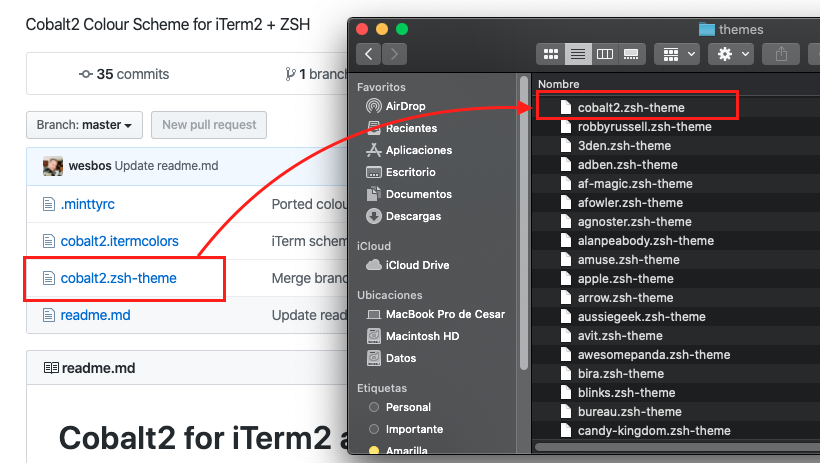 Cobalt2 Colour Scheme for iTerm2 + ZSH
35 commits
1 branch
Branch: master
New pull request
wesbos Update readme.md
.minttyrc
Ported colou
cobalt2.itermcolors
iTerm schem
cobalt2.zsh-theme
Merge branc
readme.md
Update read
readme.md
Cobalt2 for iTerm2 a
themes
Favoritos
AirDrop
Recientes
Aplicaciones
Escritorio
Documentos
Descargas
iCloud
iCloud Drive
Ubicaciones
MacBook Pro de Cesar
Macintosh HD
Datos
Etiquetas
Personal
Importante
Amarilla
Nombre
cobalt2.zsh-theme
robbyrussell.zsh-theme
3den.zsh-theme
adben.zsh-theme
af-magic.zsh-theme
afowler.zsh-theme
agnoster.zsh-theme
alanpeabody.zsh-theme
amuse.zsh-theme
apple.zsh-theme
arrow.zsh-theme
aussiegeek.zsh-theme
avit.zsh-theme
awesomepanda.zsh-theme
bira.zsh-theme
blinks.zsh-theme
bureau.zsh-theme
candy-kingdom.zsh-theme